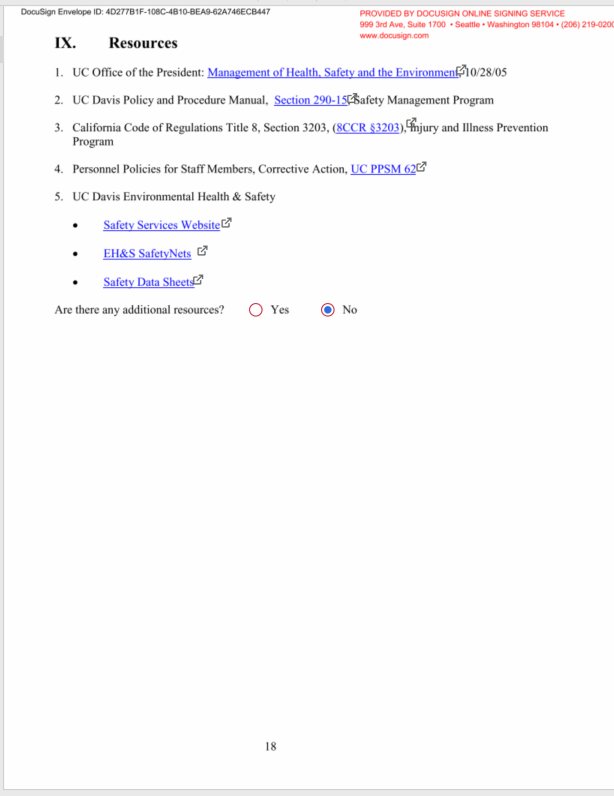 DocuSign Envelope ID: 4D277B1F-108C-4B10-BEA9-62A746ECB447
PROVIDED BY DOCUSIGN ONLINE SIGNING SERVICE
999 3rd Ave, Suite 1700 • Seattle • Washington 98104 • (206) 219-0200
www.docusign.com
IX. Resources
1. UC Office of the President: Management of Health, Safety and the Environment 10/28/05
2. UC Davis Policy and Procedure Manual, Section 290-15 Safety Management Program
3. California Code of Regulations Title 8, Section 3203, (8CCR §3203), Injury and Illness Prevention
Program
4. Personnel Policies for Staff Members, Corrective Action, UC PPSM 62
5. UC Davis Environmental Health & Safety
• Safety Services Website
• EH&S SafetyNets
• Safety Data Sheets
Are there any additional resources? Yes No
18